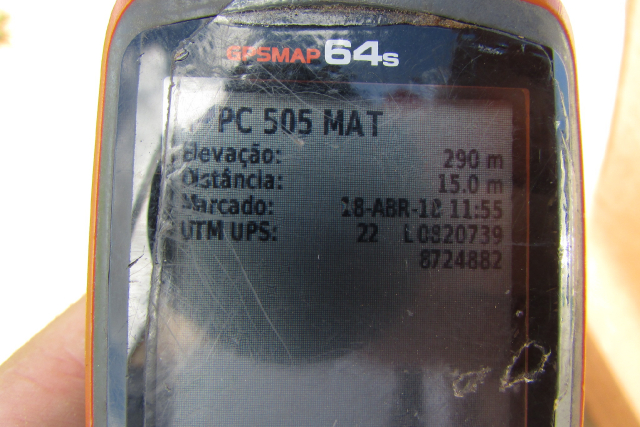 GPSMAP 64s
PC 505 MAT
Elevação: 290 m
Distância: 15.0 m
Marcado: 18-ABR-18 11:55
UTM UPS: 22 L 0820739
8724882